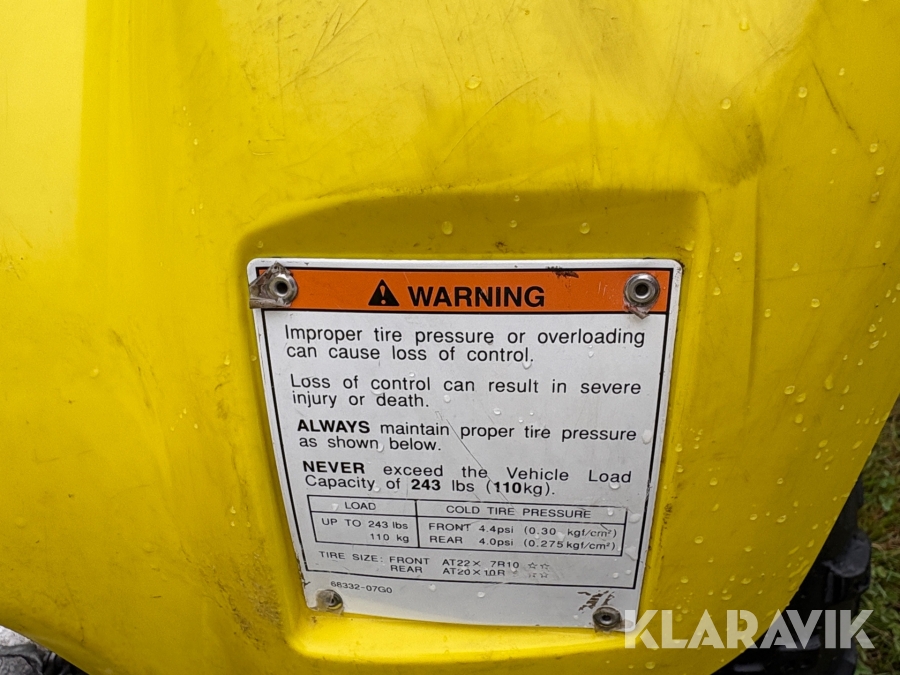 WARNING
Improper tire pressure or overloading
can cause loss of control.
Loss of control can result in severe
injury or death.
ALWAYS maintain proper tire pressure
as shown below.
NEVER exceed the Vehicle Load
Capacity of 243 lbs (110kg).
LOAD COLD TIRE PRESSURE
UP TO 243 lbs FRONT 4.4psi (0.30 kgf/cm²)
110 kg REAR 4.0psi (0.275 kgf/cm²)
TIRE SIZE: FRONT AT22× 7R10 ☆☆
REAR AT20×10R ☆☆
68332-07G0
KLARAVIK